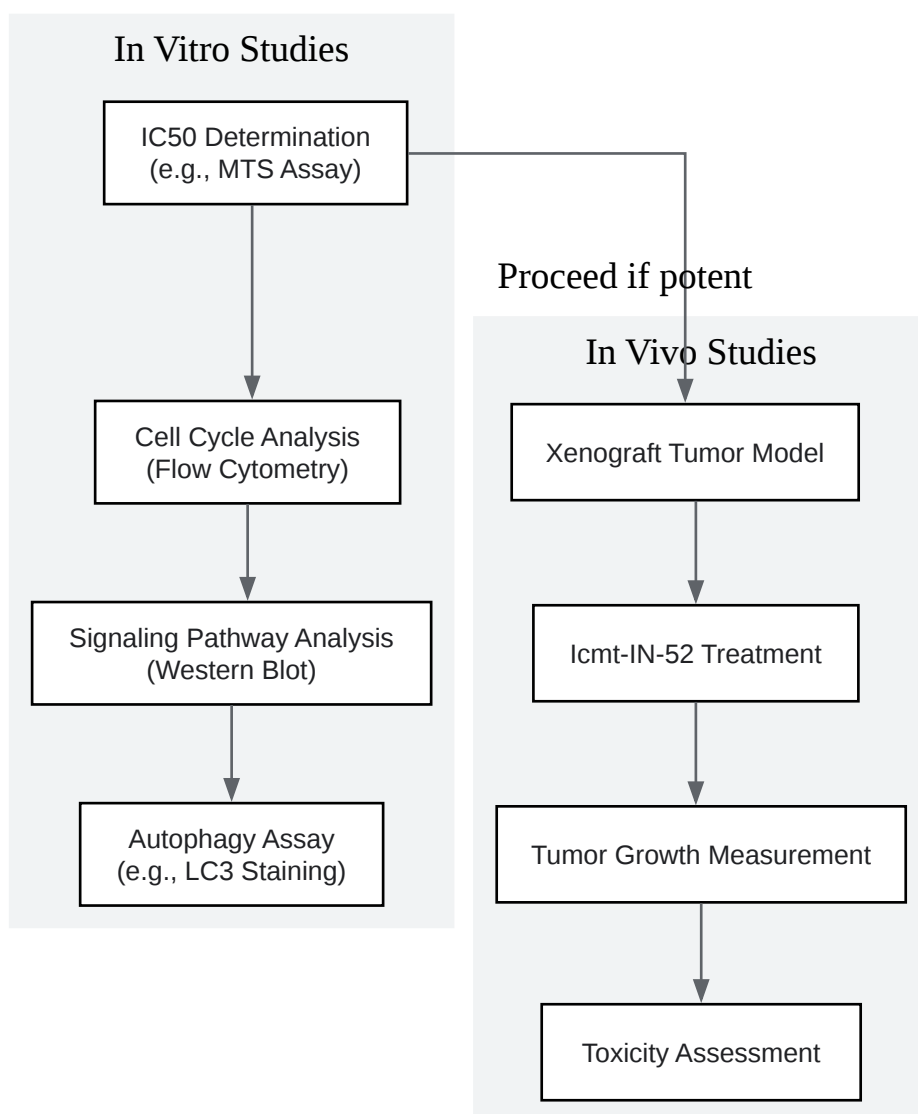 In Vitro Studies
IC50 Determination
(e.g., MTS Assay)
Cell Cycle Analysis
(Flow Cytometry)
Signaling Pathway Analysis
(Western Blot)
Autophagy Assay
(e.g., LC3 Staining)
Proceed if potent
In Vivo Studies
Xenograft Tumor Model
Icmt-IN-52 Treatment
Tumor Growth Measurement
Toxicity Assessment